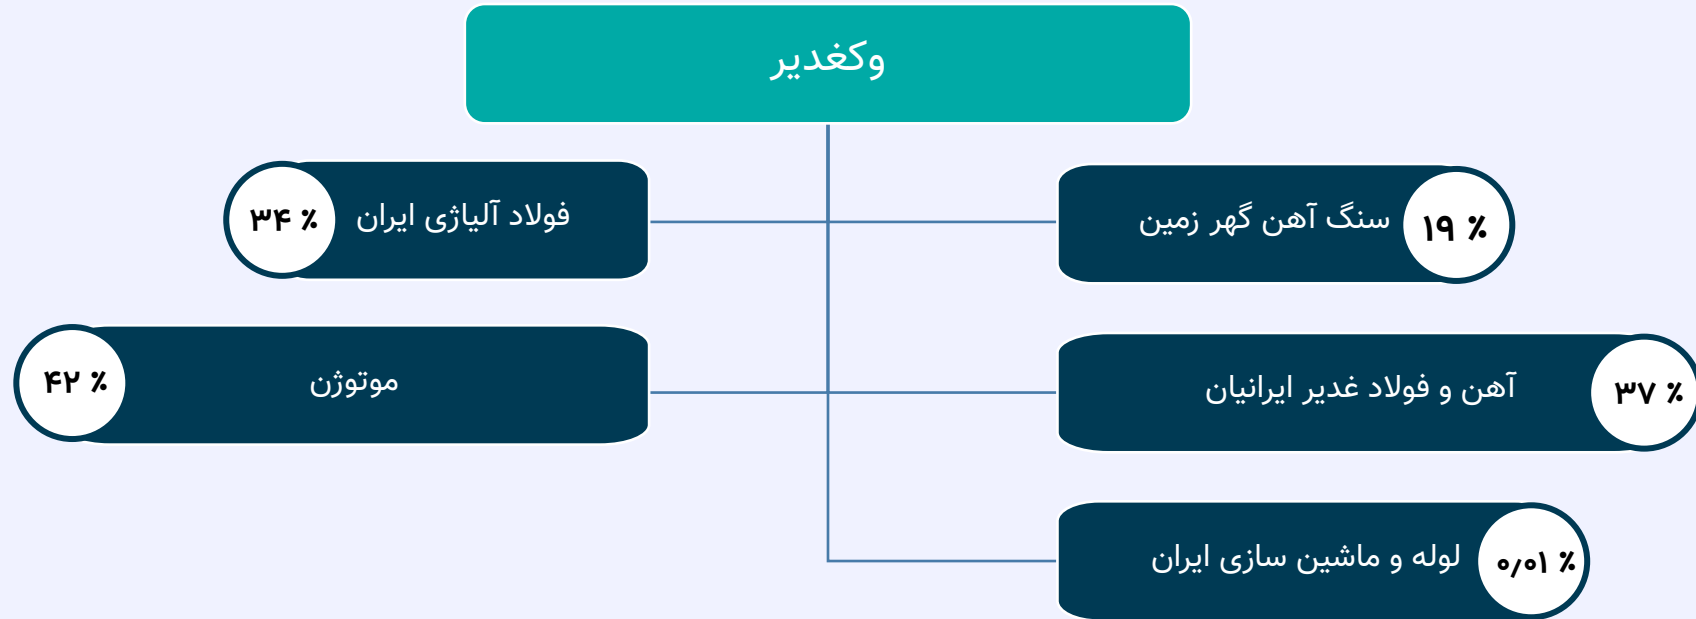 وکغدیر
سنگ آهن گهر زمین
۱۹ ٪
فولاد آلیاژی ایران
۳۴ ٪
آهن و فولاد غدیر ایرانیان
۳۷ ٪
موتوژن
۴۲ ٪
لوله و ماشین سازی ایران
۰٫۰۱ ٪